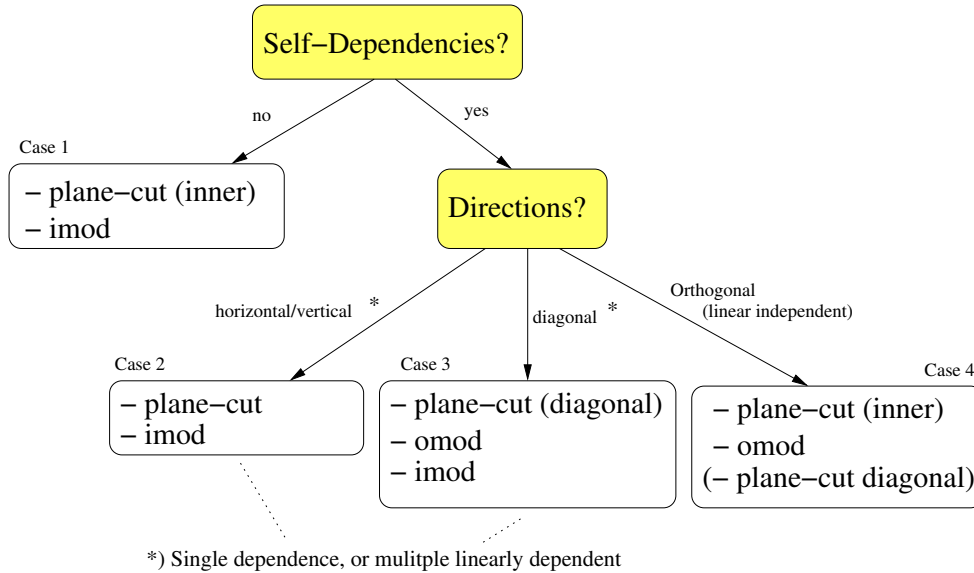 Self−Dependencies?
no
yes
Case 1
− plane−cut (inner)
− imod
Directions?
horizontal/vertical *
diagonal *
Orthogonal
(linear independent)
Case 2
− plane−cut
− imod
Case 3
− plane−cut (diagonal)
− omod
− imod
Case 4
− plane−cut (inner)
− omod
(− plane−cut diagonal)
*) Single dependence, or mulitple linearly dependent